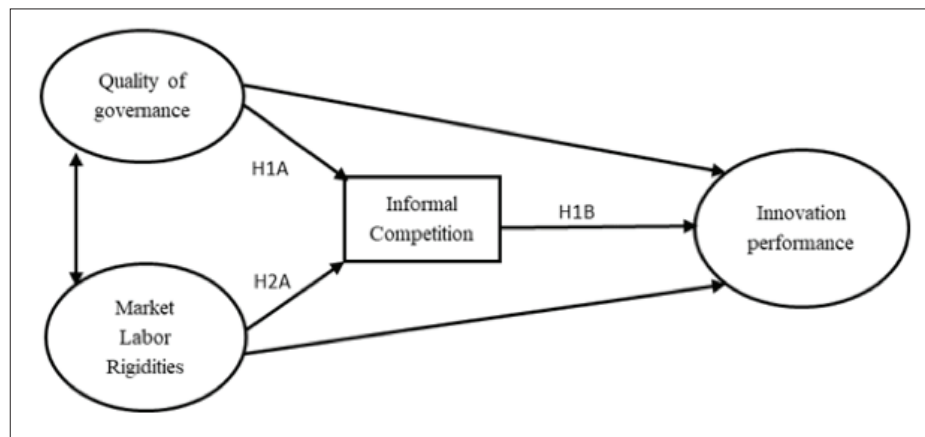 Quality of
governance
H1A
Informal
Competition
H1B
Innovation
performance
H2A
Market
Labor
Rigidities